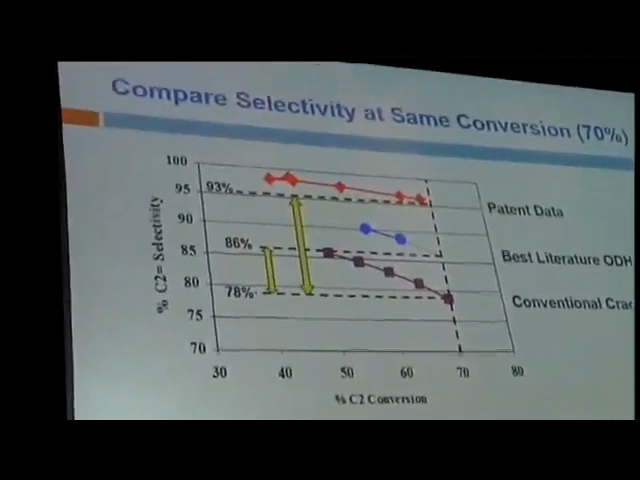 Compare Selectivity at Same Conversion (70%)
100
95
93%
90
86%
85
80
78%
75
70
% C2= Selectivity
30 40 50 60 70 80
% C2 Conversion
Patent Data
Best Literature ODH
Conventional Crac